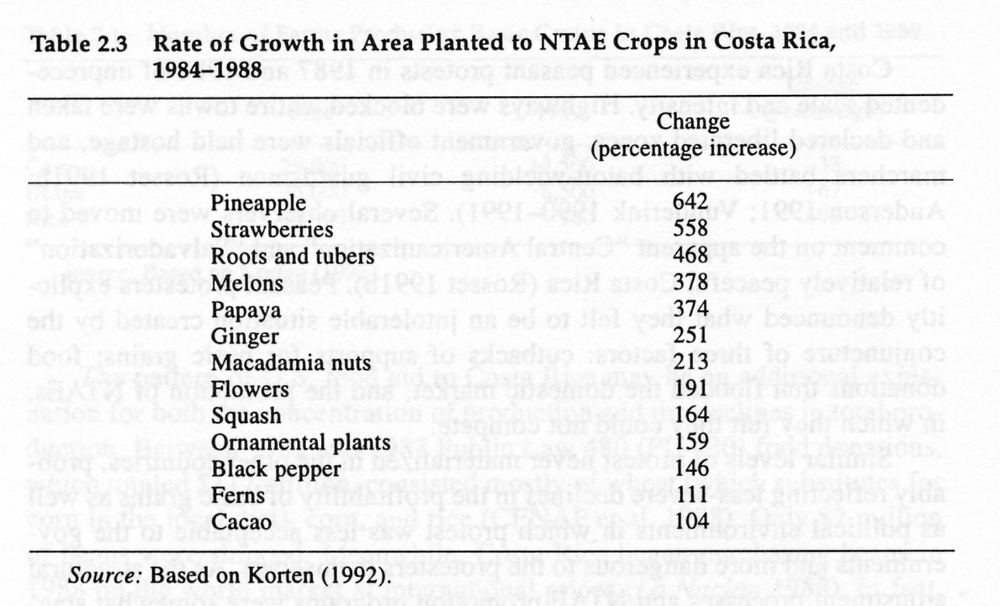 Table 2.3 Rate of Growth in Area Planted to NTAE Crops in Costa Rica,
1984–1988
Change
(percentage increase)
Pineapple 642
Strawberries 558
Roots and tubers 468
Melons 378
Papaya 374
Ginger 251
Macadamia nuts 213
Flowers 191
Squash 164
Ornamental plants 159
Black pepper 146
Ferns 111
Cacao 104
Source: Based on Korten (1992).